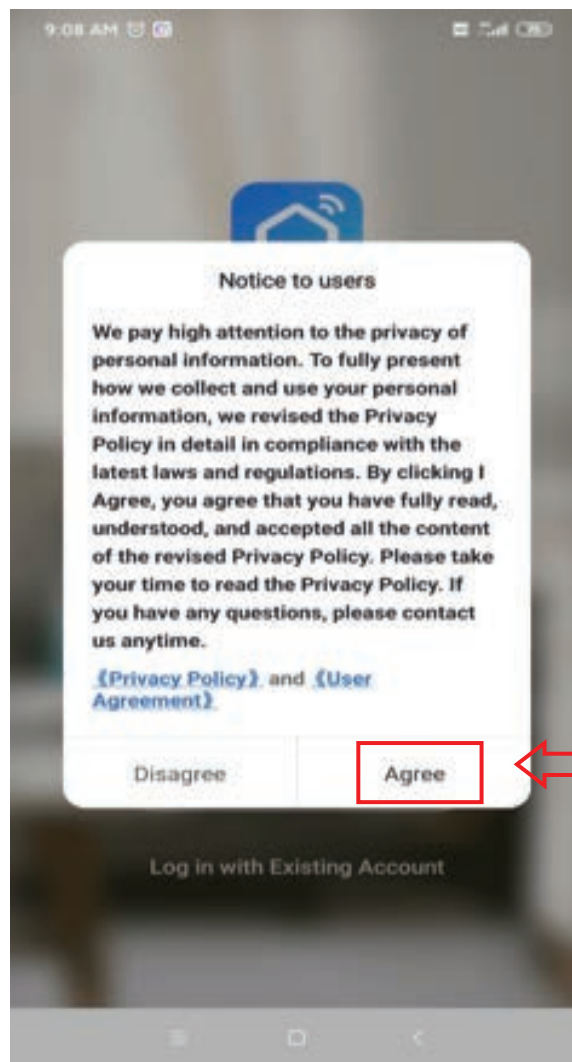 9:08 AM
Notice to users
We pay high attention to the privacy of
personal information. To fully present
how we collect and use your personal
information, we revised the Privacy
Policy in detail in compliance with the
latest laws and regulations. By clicking I
Agree, you agree that you have fully read,
understood, and accepted all the content
of the revised Privacy Policy. Please take
your time to read the Privacy Policy. If
you have any questions, please contact
us anytime.
《Privacy Policy》 and 《User
Agreement》
Disagree
Agree
Log in with Existing Account